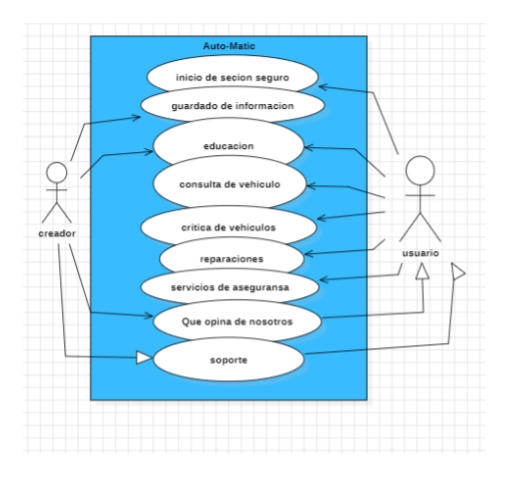 Auto-Matic
inicio de secion seguro
guardado de informacion
educacion
consulta de vehiculo
creador
critica de vehiculos
usuario
reparaciones
servicios de aseguransa
Que opina de nosotros
soporte